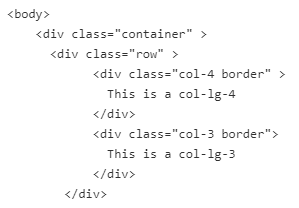 <body>
<div class="container" >
<div class="row" >
<div class="col-4 border" >
This is a col-lg-4
</div>
<div class="col-3 border">
This is a col-lg-3
</div>
</div>